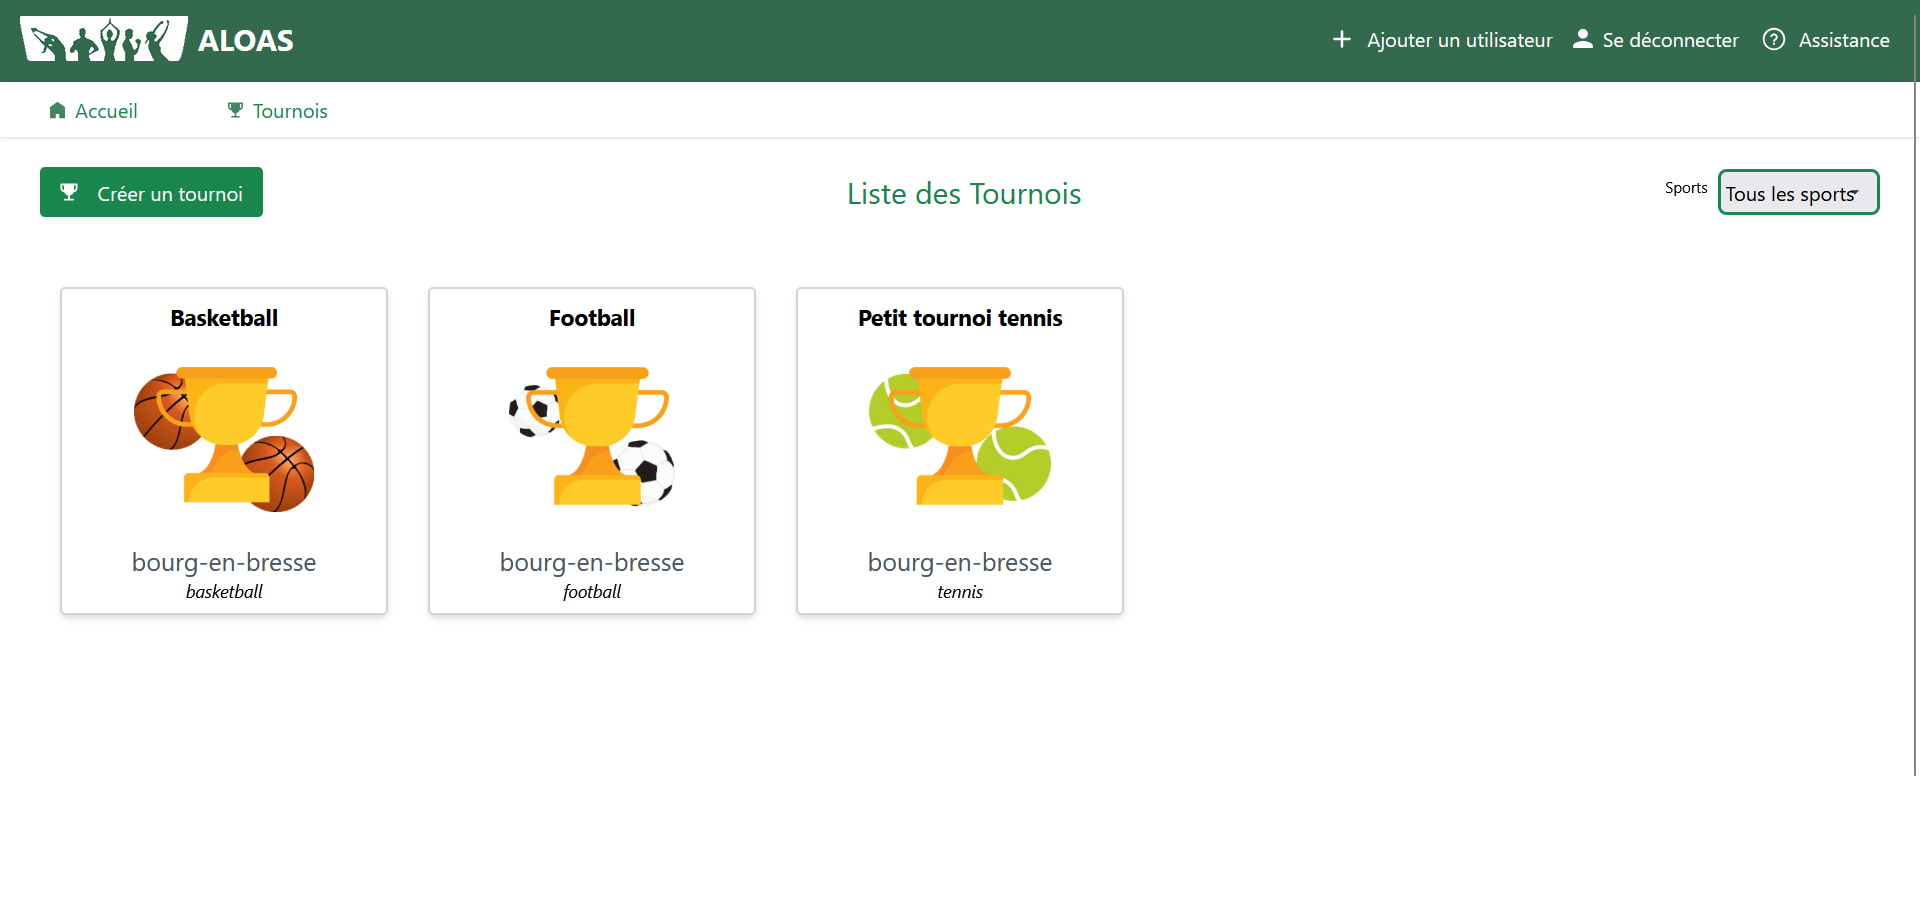 ALOAS
Ajouter un utilisateur
Se déconnecter
Assistance
Accueil
Tournois
Créer un tournoi
Liste des Tournois
Sports
Tous les sports
Basketball
bourg-en-bresse
basketball
Football
bourg-en-bresse
football
Petit tournoi tennis
bourg-en-bresse
tennis